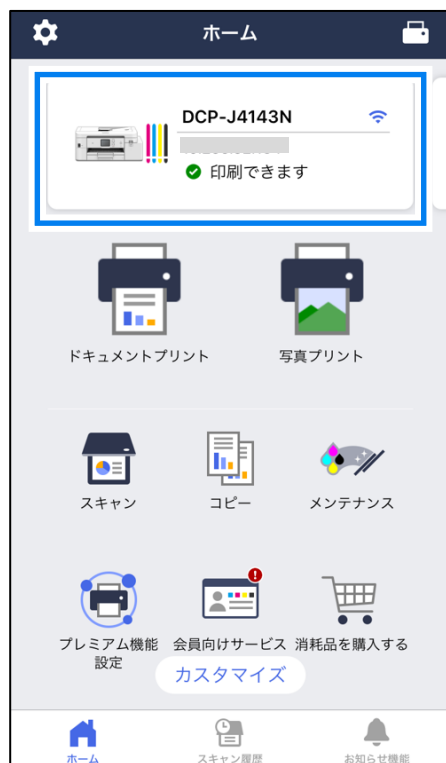 ホーム
DCP-J4143N
印刷できます
ドキュメントプリント
写真プリント
スキャン
コピー
メンテナンス
プレミアム機能
設定
会員向けサービス
消耗品を購入する
カスタマイズ
ホーム
スキャン履歴
お知らせ機能